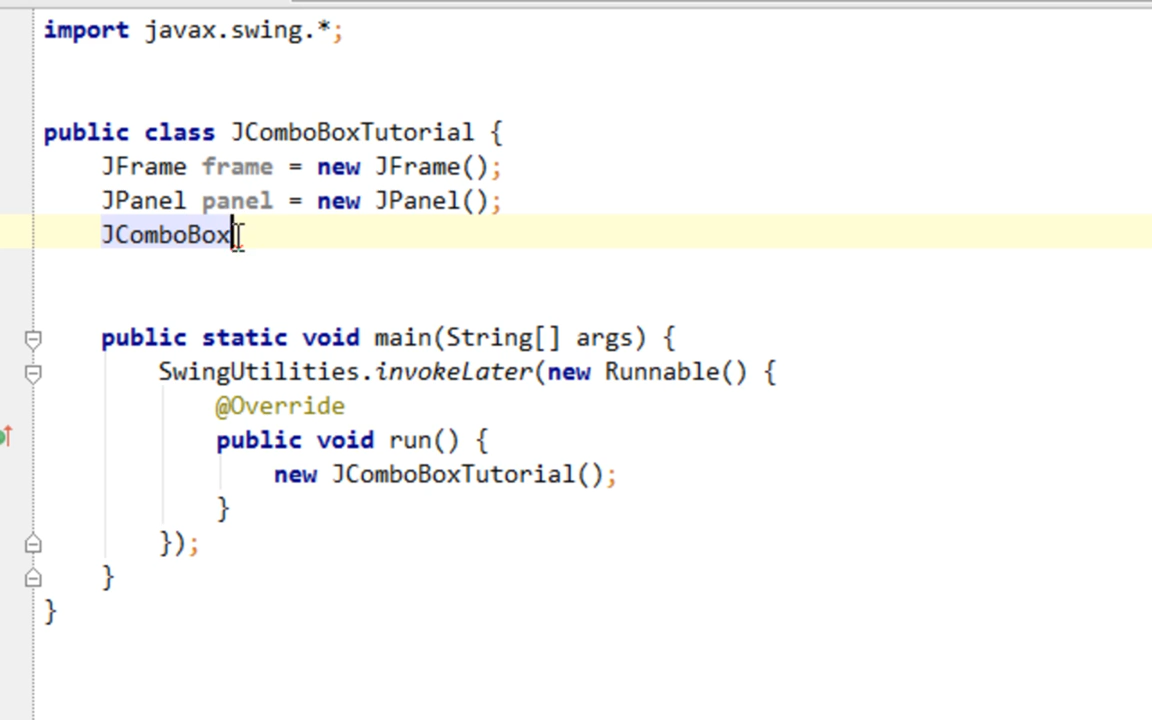 import javax.swing.*;
public class JComboBoxTutorial {
JFrame frame = new JFrame();
JPanel panel = new JPanel();
JComboBox
public static void main(String[] args) {
SwingUtilities.invokeLater(new Runnable() {
@Override
public void run() {
new JComboBoxTutorial();
}
});
}
}